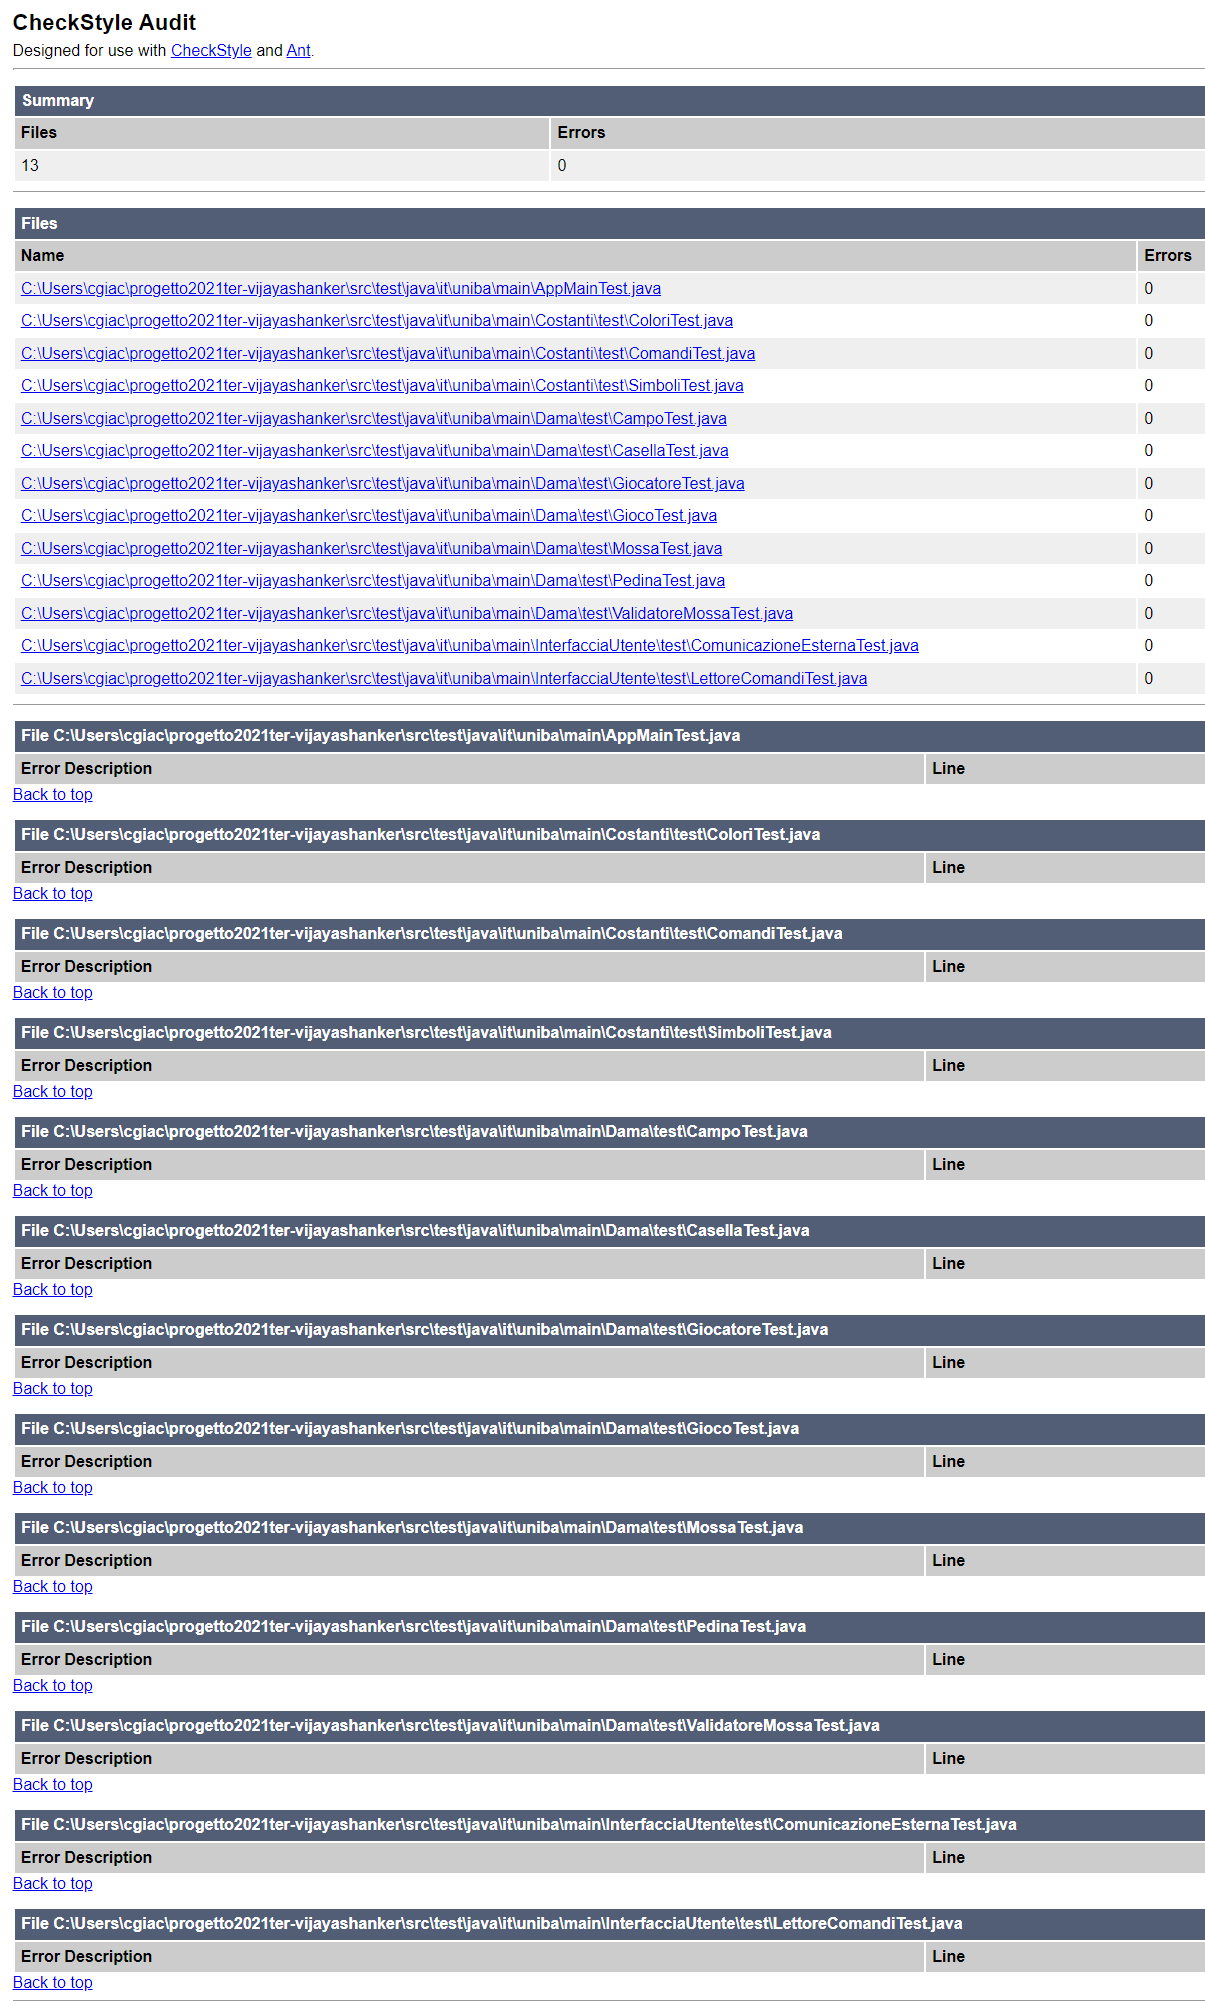 CheckStyle Audit
Designed for use with CheckStyle and Ant.
Summary
Files Errors
13 0
Files
Name Errors
C:\Users\cgiac\progetto2021ter-vijayashanker\src\test\java\it\uniba\main\AppMainTest.java 0
C:\Users\cgiac\progetto2021ter-vijayashanker\src\test\java\it\uniba\main\Costanti\test\ColoriTest.java 0
C:\Users\cgiac\progetto2021ter-vijayashanker\src\test\java\it\uniba\main\Costanti\test\ComandiTest.java 0
C:\Users\cgiac\progetto2021ter-vijayashanker\src\test\java\it\uniba\main\Costanti\test\SimboliTest.java 0
C:\Users\cgiac\progetto2021ter-vijayashanker\src\test\java\it\uniba\main\Dama\test\CampoTest.java 0
C:\Users\cgiac\progetto2021ter-vijayashanker\src\test\java\it\uniba\main\Dama\test\CasellaTest.java 0
C:\Users\cgiac\progetto2021ter-vijayashanker\src\test\java\it\uniba\main\Dama\test\GiocatoreTest.java 0
C:\Users\cgiac\progetto2021ter-vijayashanker\src\test\java\it\uniba\main\Dama\test\GiocoTest.java 0
C:\Users\cgiac\progetto2021ter-vijayashanker\src\test\java\it\uniba\main\Dama\test\MossaTest.java 0
C:\Users\cgiac\progetto2021ter-vijayashanker\src\test\java\it\uniba\main\Dama\test\PedinaTest.java 0
C:\Users\cgiac\progetto2021ter-vijayashanker\src\test\java\it\uniba\main\Dama\test\ValidatoreMossaTest.java 0
C:\Users\cgiac\progetto2021ter-vijayashanker\src\test\java\it\uniba\main\InterfacciaUtente\test\ComunicazioneEsternaTest.java 0
C:\Users\cgiac\progetto2021ter-vijayashanker\src\test\java\it\uniba\main\InterfacciaUtente\test\LettoreComandiTest.java 0
File C:\Users\cgiac\progetto2021ter-vijayashanker\src\test\java\it\uniba\main\AppMainTest.java
Error Description Line
Back to top
File C:\Users\cgiac\progetto2021ter-vijayashanker\src\test\java\it\uniba\main\Costanti\test\ColoriTest.java
Error Description Line
Back to top
File C:\Users\cgiac\progetto2021ter-vijayashanker\src\test\java\it\uniba\main\Costanti\test\ComandiTest.java
Error Description Line
Back to top
File C:\Users\cgiac\progetto2021ter-vijayashanker\src\test\java\it\uniba\main\Costanti\test\SimboliTest.java
Error Description Line
Back to top
File C:\Users\cgiac\progetto2021ter-vijayashanker\src\test\java\it\uniba\main\Dama\test\CampoTest.java
Error Description Line
Back to top
File C:\Users\cgiac\progetto2021ter-vijayashanker\src\test\java\it\uniba\main\Dama\test\CasellaTest.java
Error Description Line
Back to top
File C:\Users\cgiac\progetto2021ter-vijayashanker\src\test\java\it\uniba\main\Dama\test\GiocatoreTest.java
Error Description Line
Back to top
File C:\Users\cgiac\progetto2021ter-vijayashanker\src\test\java\it\uniba\main\Dama\test\GiocoTest.java
Error Description Line
Back to top
File C:\Users\cgiac\progetto2021ter-vijayashanker\src\test\java\it\uniba\main\Dama\test\MossaTest.java
Error Description Line
Back to top
File C:\Users\cgiac\progetto2021ter-vijayashanker\src\test\java\it\uniba\main\Dama\test\PedinaTest.java
Error Description Line
Back to top
File C:\Users\cgiac\progetto2021ter-vijayashanker\src\test\java\it\uniba\main\Dama\test\ValidatoreMossaTest.java
Error Description Line
Back to top
File C:\Users\cgiac\progetto2021ter-vijayashanker\src\test\java\it\uniba\main\InterfacciaUtente\test\ComunicazioneEsternaTest.java
Error Description Line
Back to top
File C:\Users\cgiac\progetto2021ter-vijayashanker\src\test\java\it\uniba\main\InterfacciaUtente\test\LettoreComandiTest.java
Error Description Line
Back to top